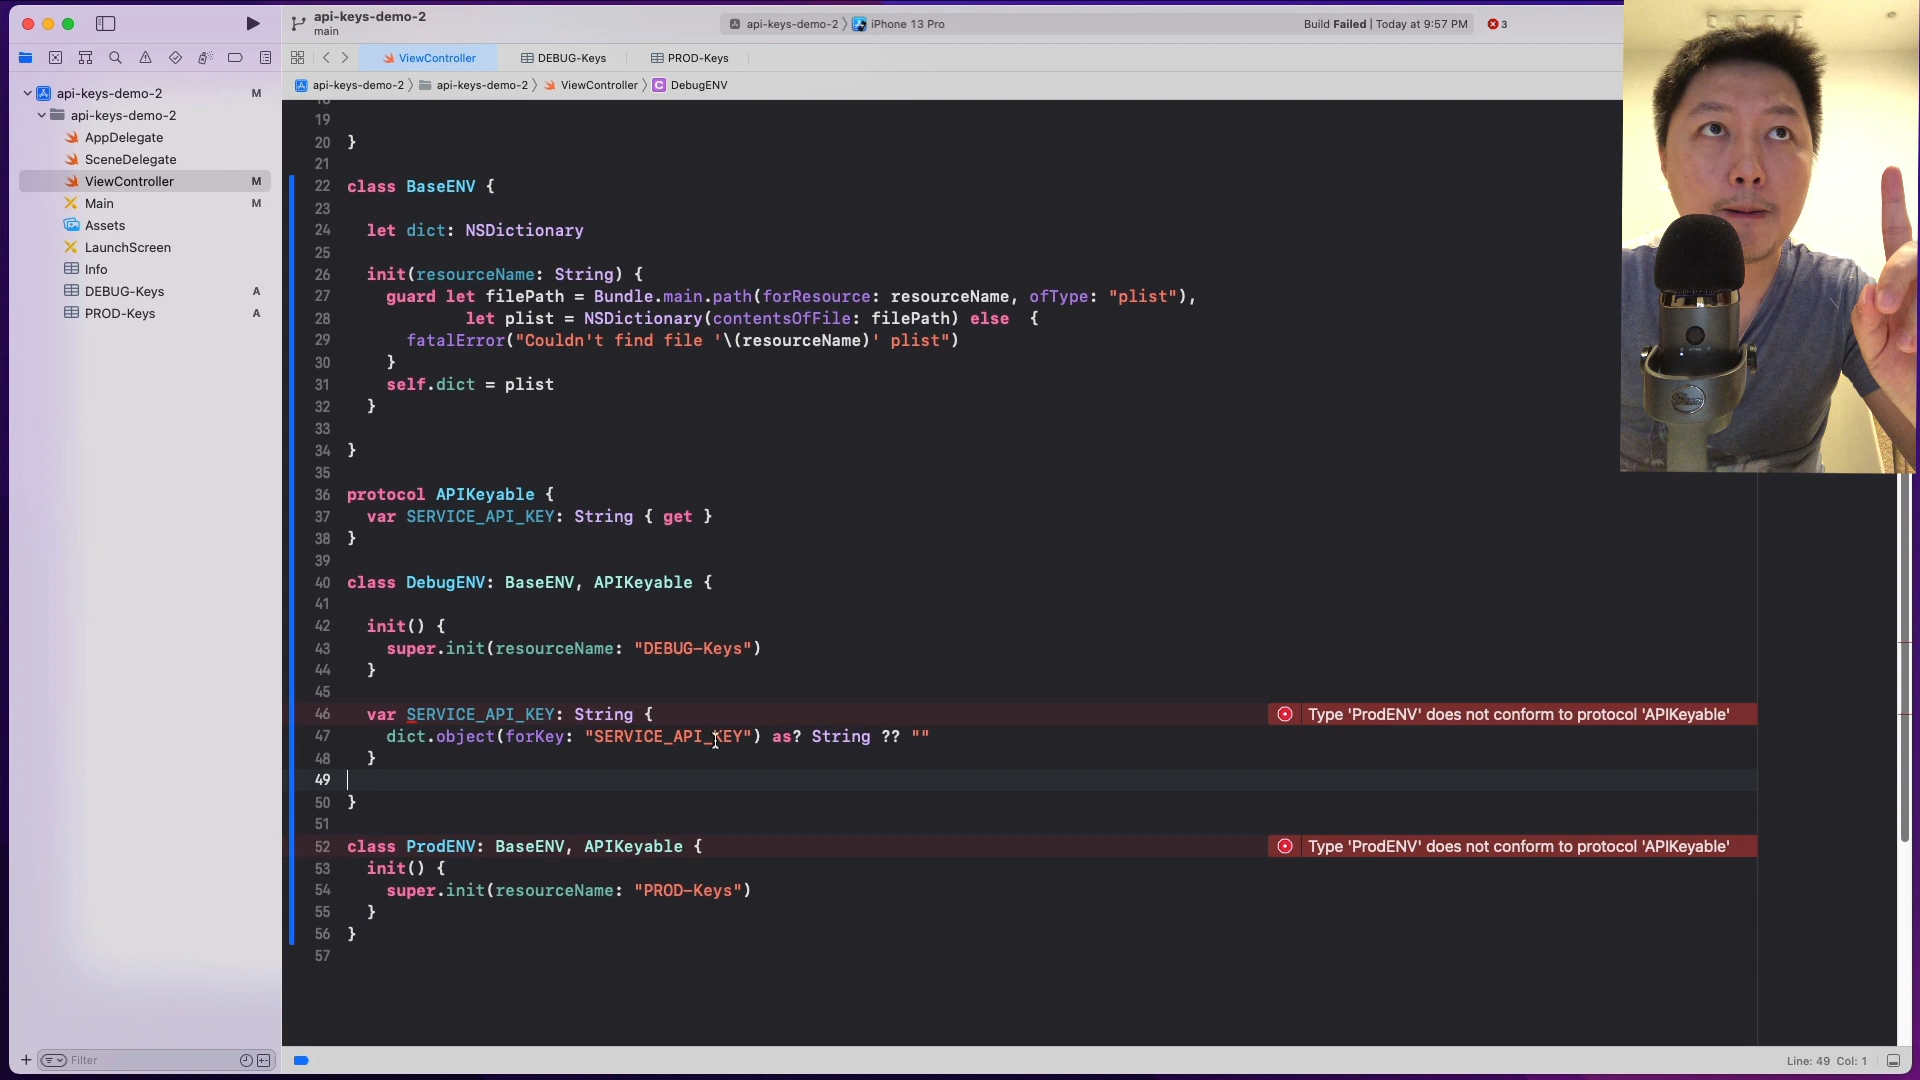 api-keys-demo-2
main
api-keys-demo-2 〉 iPhone 13 Pro
Build Failed | Today at 9:57 PM
3
ViewController
DEBUG-Keys
PROD-Keys
api-keys-demo-2 〉 api-keys-demo-2 〉 ViewController 〉 C DebugENV
api-keys-demo-2 M
api-keys-demo-2
AppDelegate
SceneDelegate
ViewController M
Main M
Assets
LaunchScreen
Info
DEBUG-Keys A
PROD-Keys A
Filter
19
20 }
21
22 class BaseENV {
23
24 let dict: NSDictionary
25
26 init(resourceName: String) {
27 guard let filePath = Bundle.main.path(forResource: resourceName, ofType: "plist"),
28 let plist = NSDictionary(contentsOfFile: filePath) else  {
29 fatalError("Couldn't find file '\(resourceName)' plist")
30 }
31 self.dict = plist
32 }
33
34 }
35
36 protocol APIKeyable {
37 var SERVICE_API_KEY: String { get }
38 }
39
40 class DebugENV: BaseENV, APIKeyable {
41
42 init() {
43 super.init(resourceName: "DEBUG-Keys")
44 }
45
46 var SERVICE_API_KEY: String { Type 'ProdENV' does not conform to protocol 'APIKeyable'
47 dict.object(forKey: "SERVICE_API_KEY") as? String ?? ""
48 }
49
50 }
51
52 class ProdENV: BaseENV, APIKeyable { Type 'ProdENV' does not conform to protocol 'APIKeyable'
53 init() {
54 super.init(resourceName: "PROD-Keys")
55 }
56 }
57
Line: 49 Col: 1